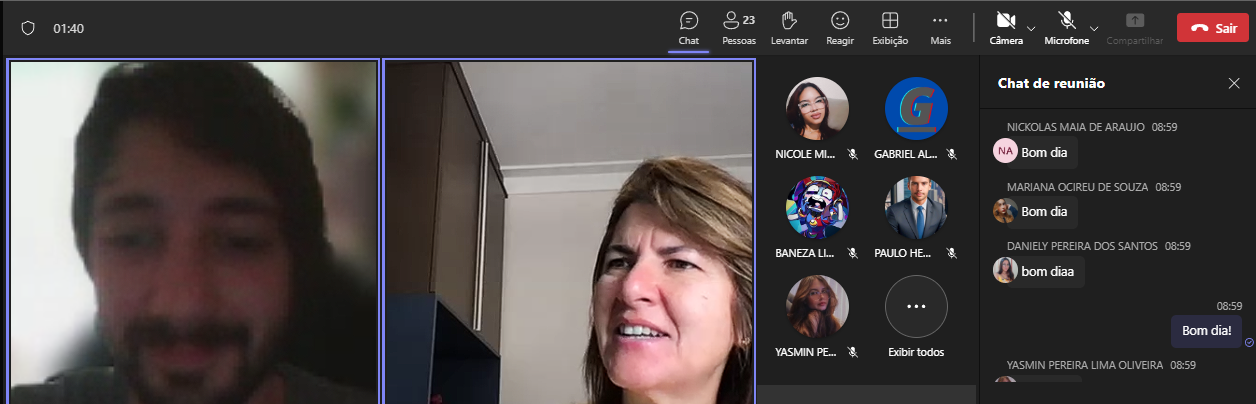 01:40
Chat
23
Pessoas
Levantar
Reagir
Exibição
Mais
Câmera
Microfone
Compartilhar
Sair
NICOLE MI...
G
GABRIEL AL...
BANEZA LI...
PAULO HE...
YASMIN PE...
Exibir todos
Chat de reunião
NICKOLAS MAIA DE ARAUJO 08:59
NA
Bom dia
MARIANA OCIREU DE SOUZA 08:59
Bom dia
DANIELY PEREIRA DOS SANTOS 08:59
bom diaa
08:59
Bom dia!
YASMIN PEREIRA LIMA OLIVEIRA 08:59